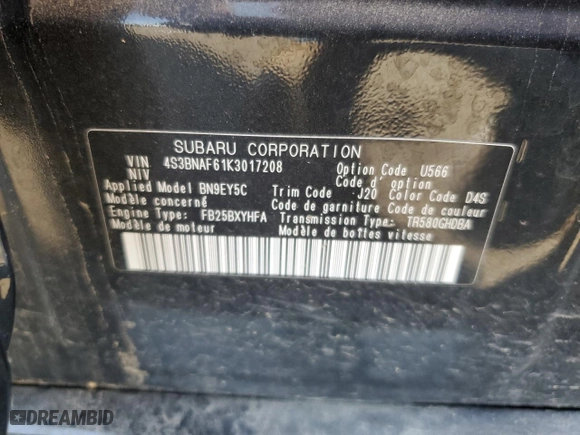 SUBARU CORPORATION
VIN 4S3BNAF61K3017208 Option Code U566
NIV Code d' option
Applied Model BN9EY5C Trim Code :J20 Color Code D4S
Modèle concerné Code de garniture Code de couleur
Engine Type: FB25BXYHFA Transmission Type: TR580GHDBA
Modèle de moteur Modèle de boîtes vitesse
DREAMBID